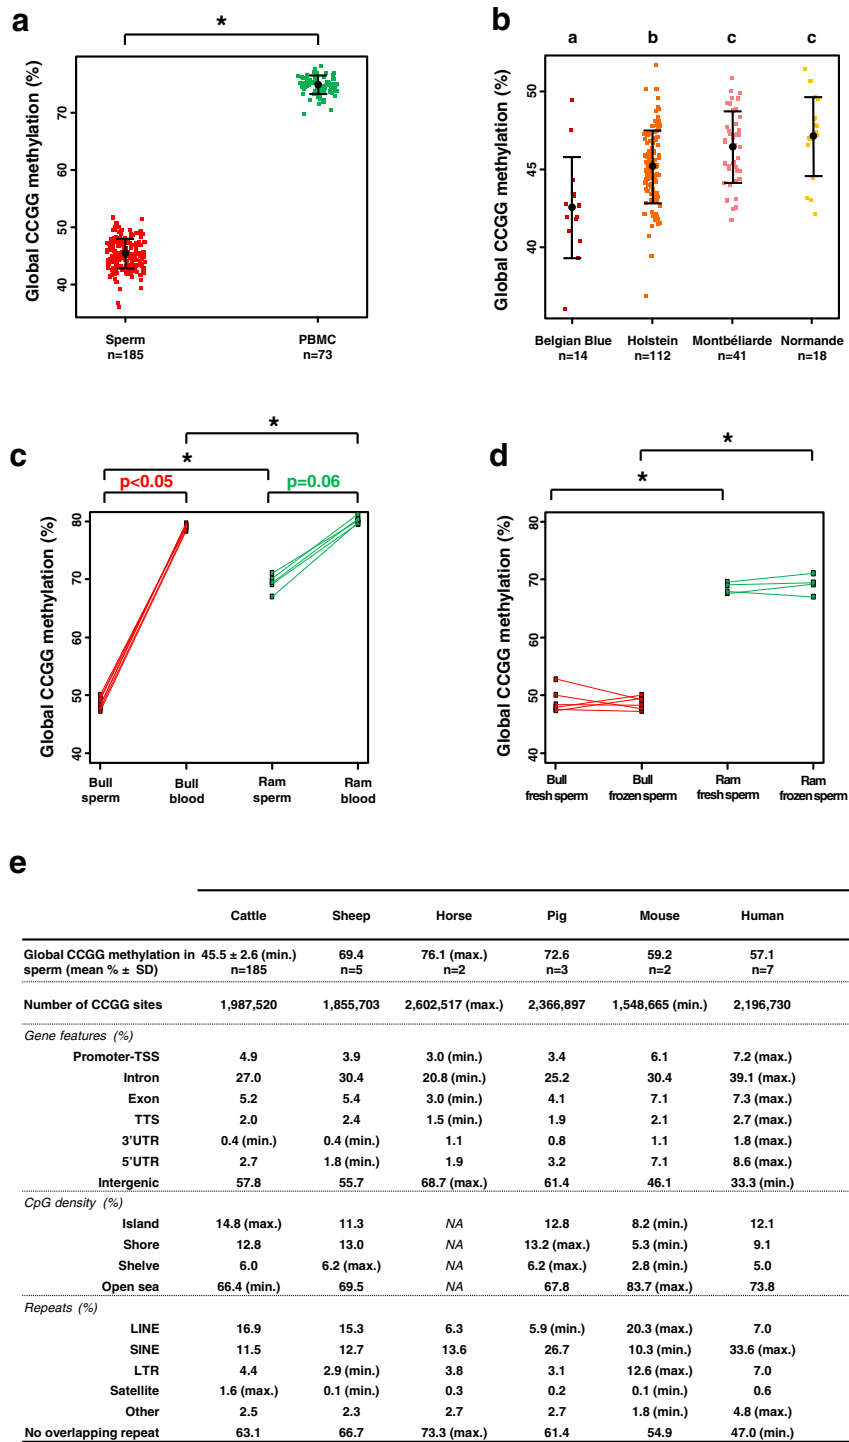 a
*
Global CCGG methylation (%)
70
60
50
40
Sperm
n=185
PBMC
n=73
b
a b c c
Global CCGG methylation (%)
50
45
40
Belgian Blue
n=14
Holstein
n=112
Montbéliarde
n=41
Normande
n=18
c
*
*
p<0.05
p=0.06
Global CCGG methylation (%)
80
70
60
50
40
Bull
sperm
Bull
blood
Ram
sperm
Ram
blood
d
*
*
Global CCGG methylation (%)
80
70
60
50
40
Bull
fresh sperm
Bull
frozen sperm
Ram
fresh sperm
Ram
frozen sperm
e
Cattle Sheep Horse Pig Mouse Human
Global CCGG methylation in 45.5 ± 2.6 (min.) 69.4 76.1 (max.) 72.6 59.2 57.1
sperm (mean % ± SD) n=185 n=5 n=2 n=3 n=2 n=7
Number of CCGG sites 1,987,520 1,855,703 2,602,517 (max.) 2,366,897 1,548,665 (min.) 2,196,730
Gene features (%)
Promoter-TSS 4.9 3.9 3.0 (min.) 3.4 6.1 7.2 (max.)
Intron 27.0 30.4 20.8 (min.) 25.2 30.4 39.1 (max.)
Exon 5.2 5.4 3.0 (min.) 4.1 7.1 7.3 (max.)
TTS 2.0 2.4 1.5 (min.) 1.9 2.1 2.7 (max.)
3'UTR 0.4 (min.) 0.4 (min.) 1.1 0.8 1.1 1.8 (max.)
5'UTR 2.7 1.8 (min.) 1.9 3.2 7.1 8.6 (max.)
Intergenic 57.8 55.7 68.7 (max.) 61.4 46.1 33.3 (min.)
CpG density (%)
Island 14.8 (max.) 11.3 NA 12.8 8.2 (min.) 12.1
Shore 12.8 13.0 NA 13.2 (max.) 5.3 (min.) 9.1
Shelve 6.0 6.2 (max.) NA 6.2 (max.) 2.8 (min.) 5.0
Open sea 66.4 (min.) 69.5 NA 67.8 83.7 (max.) 73.8
Repeats (%)
LINE 16.9 15.3 6.3 5.9 (min.) 20.3 (max.) 7.0
SINE 11.5 12.7 13.6 26.7 10.3 (min.) 33.6 (max.)
LTR 4.4 2.9 (min.) 3.8 3.1 12.6 (max.) 7.0
Satellite 1.6 (max.) 0.1 (min.) 0.3 0.2 0.1 (min.) 0.6
Other 2.5 2.3 2.7 2.7 1.8 (min.) 4.8 (max.)
No overlapping repeat 63.1 66.7 73.3 (max.) 61.4 54.9 47.0 (min.)